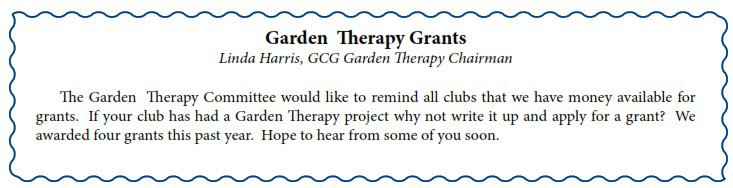 Garden Therapy Grants
Linda Harris, GCG Garden Therapy Chairman
The Garden Therapy Committee would like to remind all clubs that we have money available for
grants. If your club has had a Garden Therapy project why not write it up and apply for a grant? We
awarded four grants this past year. Hope to hear from some of you soon.